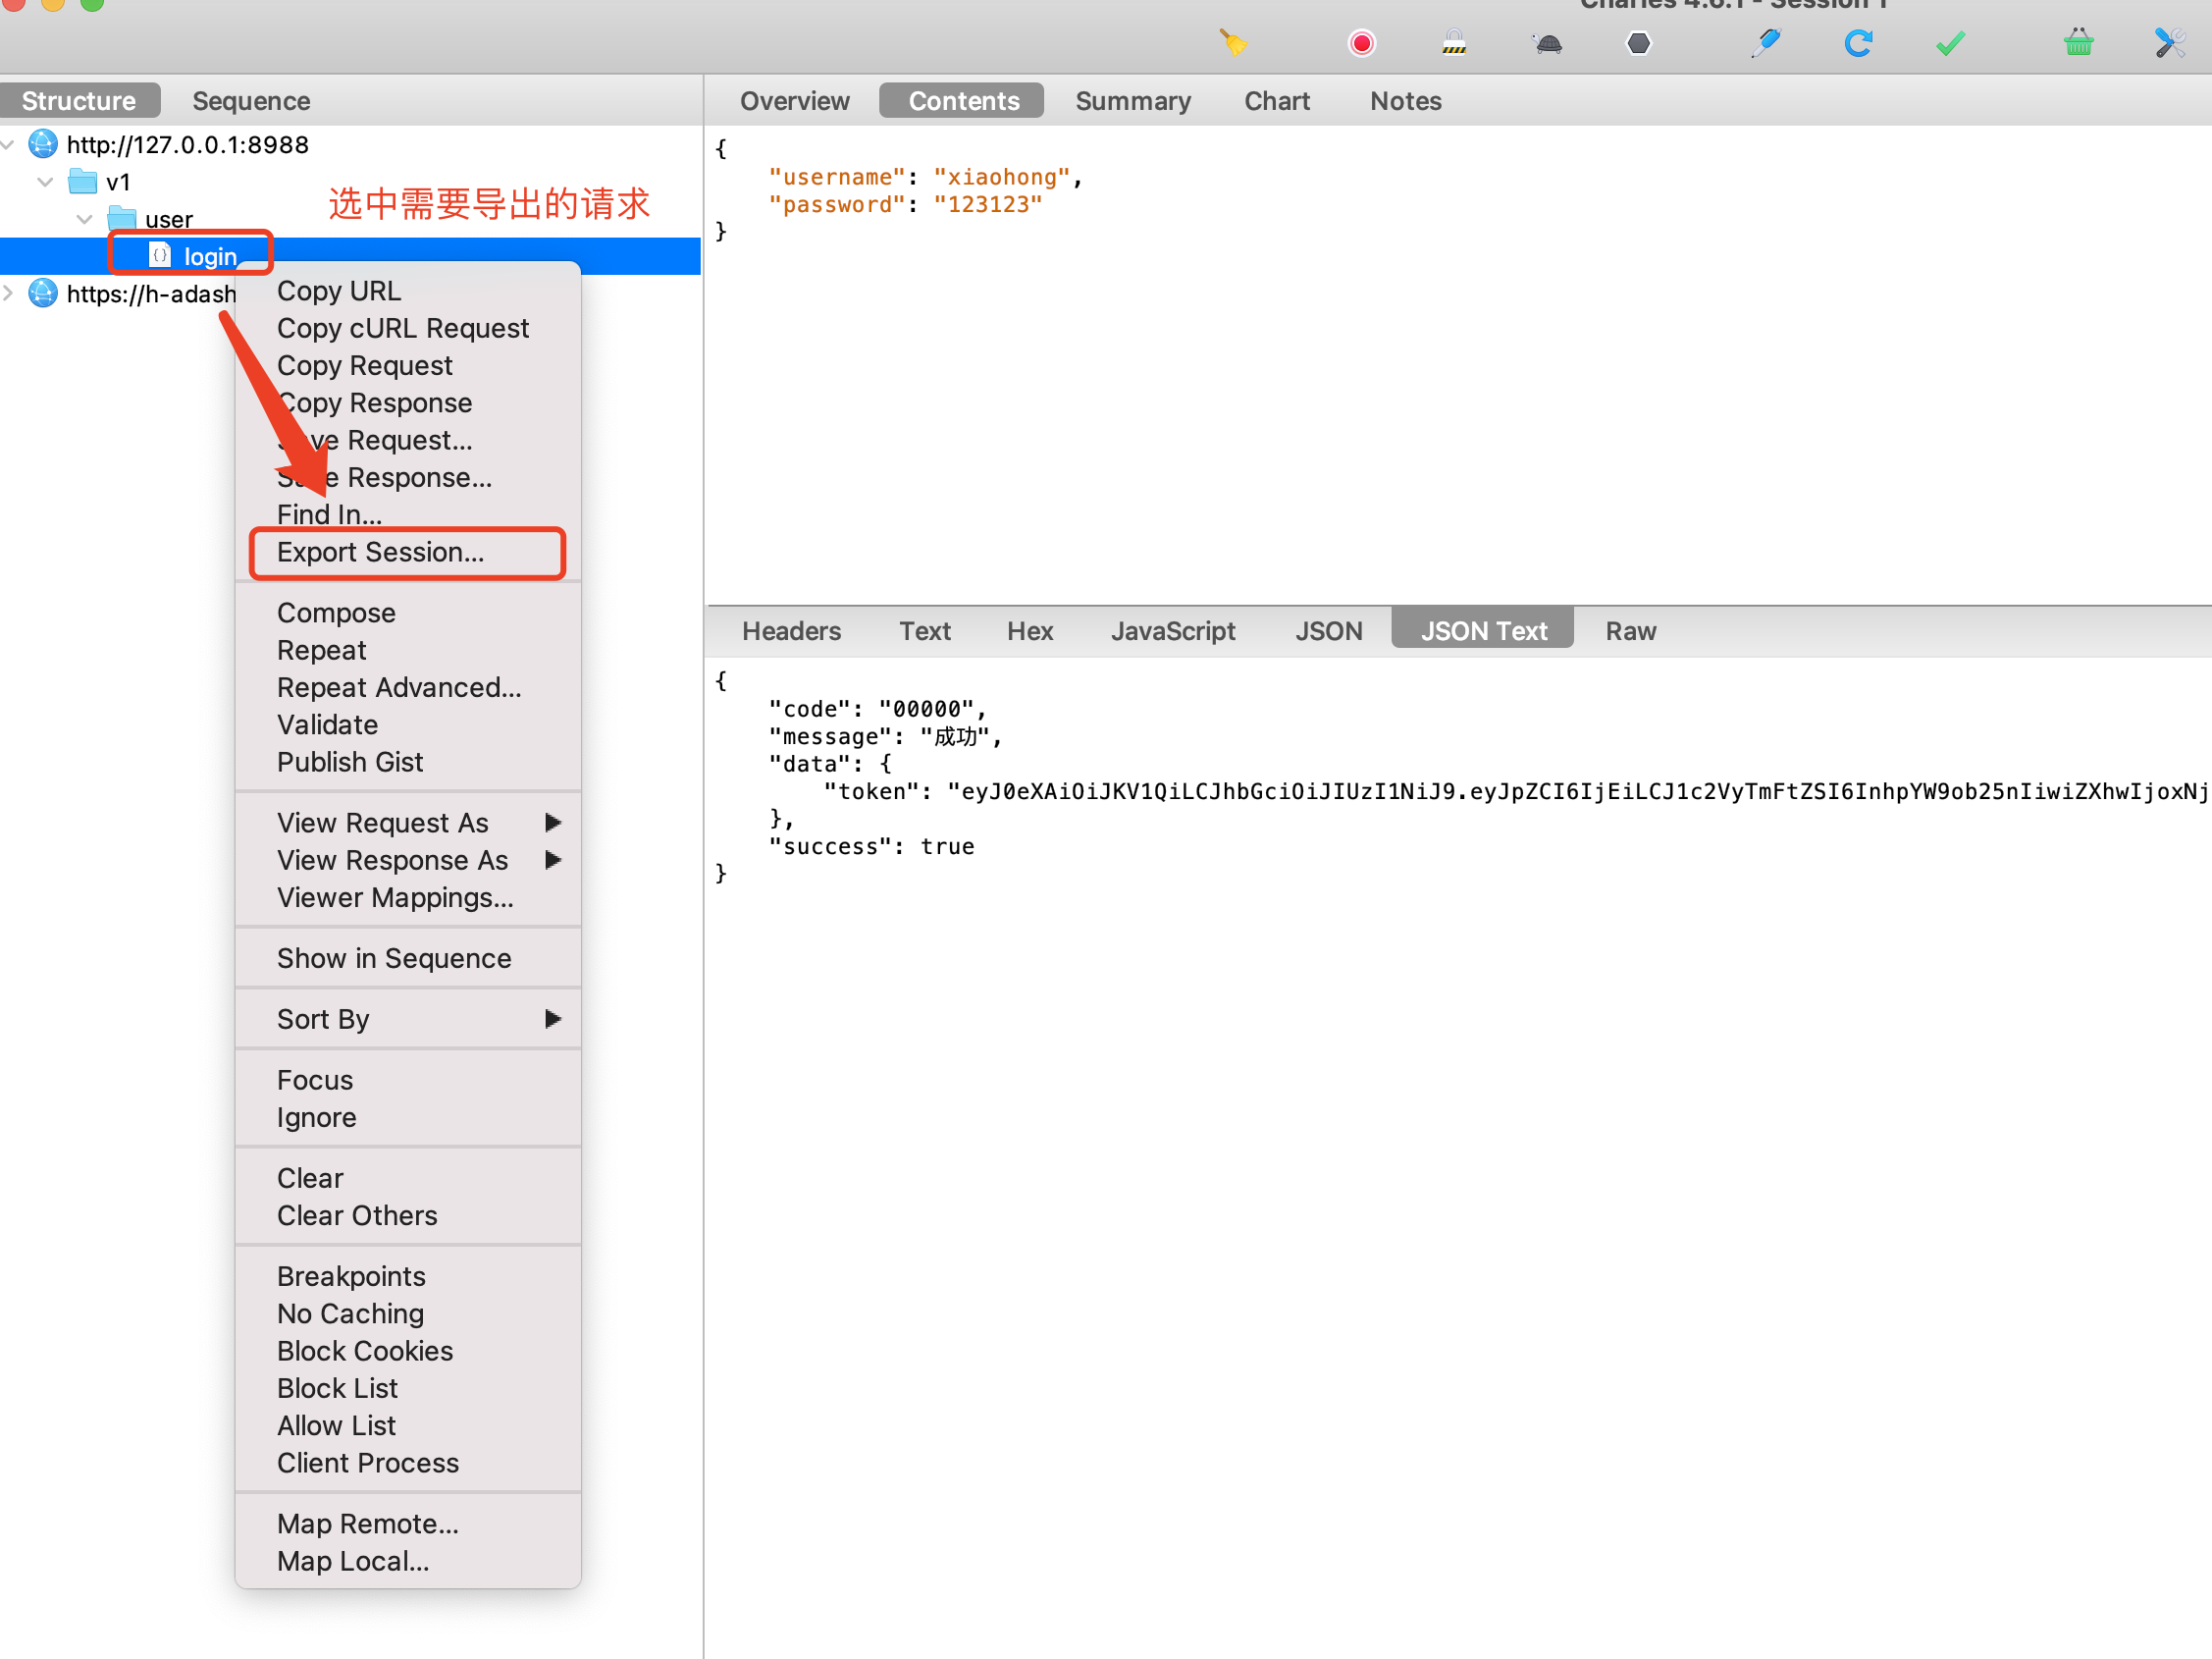 Charles 4.6.1 - Session 1
Structure
Sequence
http://127.0.0.1:8988
v1
user
login
https://h-adash
选中需要导出的请求
Copy URL
Copy cURL Request
Copy Request
Copy Response
Save Request...
Save Response...
Find In...
Export Session...
Compose
Repeat
Repeat Advanced...
Validate
Publish Gist
View Request As
View Response As
Viewer Mappings...
Show in Sequence
Sort By
Focus
Ignore
Clear
Clear Others
Breakpoints
No Caching
Block Cookies
Block List
Allow List
Client Process
Map Remote...
Map Local...
Overview
Contents
Summary
Chart
Notes
{
"username": "xiaohong",
"password": "123123"
}
Headers
Text
Hex
JavaScript
JSON
JSON Text
Raw
{
"code": "00000",
"message": "成功",
"data": {
"token": "eyJ0eXAiOiJKV1QiLCJhbGciOiJIUzI1NiJ9.eyJpZCI6IjEiLCJ1c2VyTmFtZSI6InhpYW9ob25nIiwiZXhwIjoxNj
},
"success": true
}